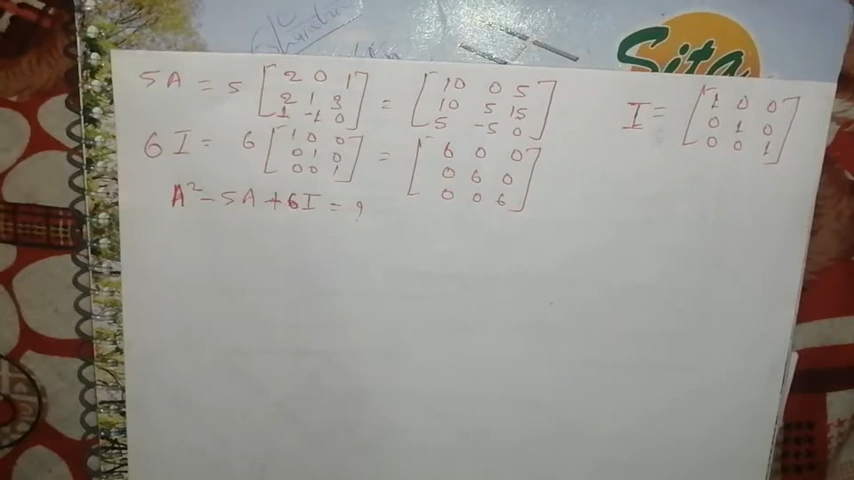 Sita
5A = 5 [2 0 1 = [10 0 5 I = [1 0 0
2 1 3 10 5 15 0 1 0
1 -1 0] 5 -5 0] 0 0 1]
6I = 6 [1 0 0 = [6 0 0
0 1 0 0 6 0
0 0 1] 0 0 6]
A² - 5A + 6I = ?